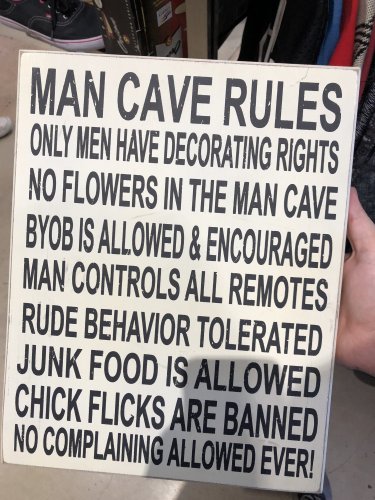 MAN CAVE RULES
ONLY MEN HAVE DECORATING RIGHTS
NO FLOWERS IN THE MAN CAVE
BYOB IS ALLOWED & ENCOURAGED
MAN CONTROLS ALL REMOTES
RUDE BEHAVIOR TOLERATED
JUNK FOOD IS ALLOWED
CHICK FLICKS ARE BANNED
NO COMPLAINING ALLOWED EVER!